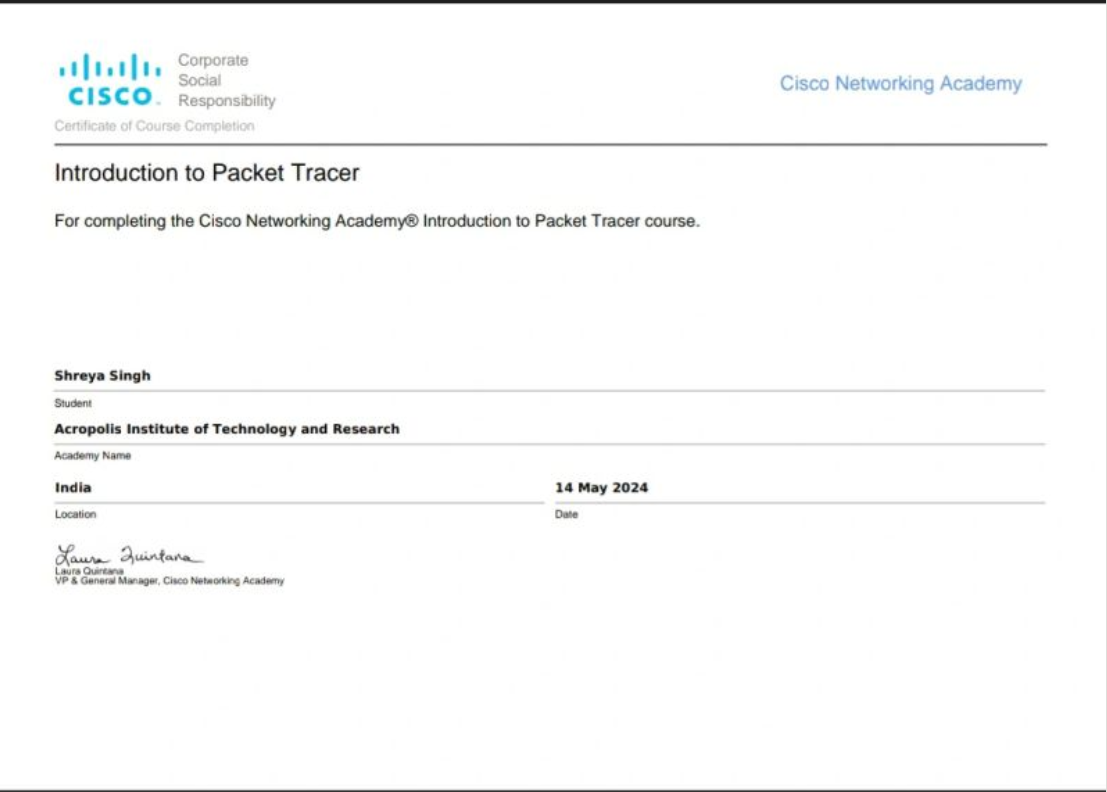 Corporate
Social
Responsibility
CISCO
Cisco Networking Academy
Certificate of Course Completion
Introduction to Packet Tracer
For completing the Cisco Networking Academy® Introduction to Packet Tracer course.
Shreya Singh
Student
Acropolis Institute of Technology and Research
Academy Name
India
14 May 2024
Location
Date
Laura Quintana
Laura Quintana
VP & General Manager, Cisco Networking Academy